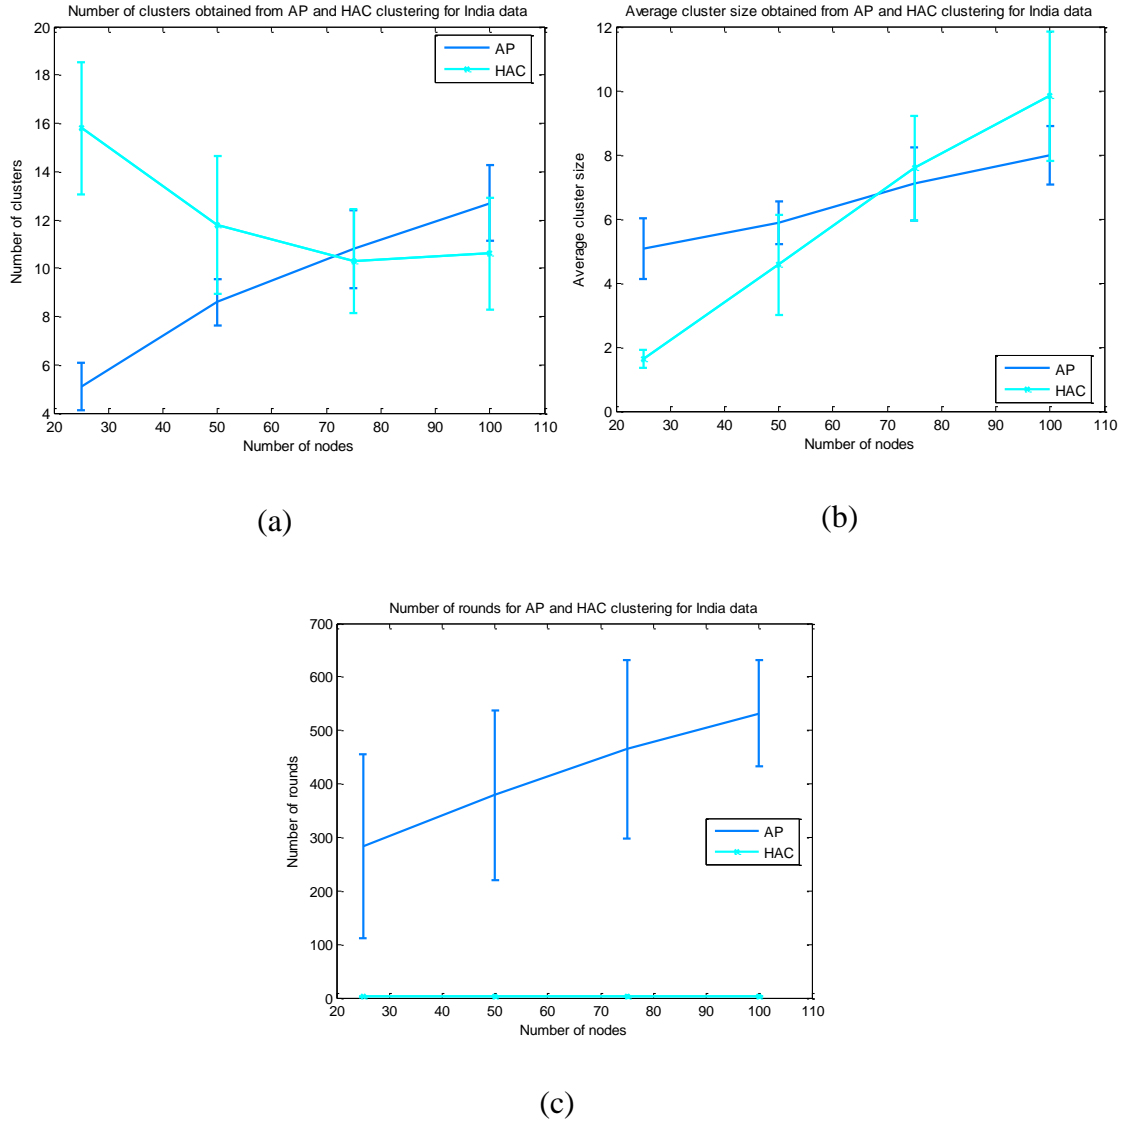 Number of clusters obtained from AP and HAC clustering for India data
20
18
16
14
12
10
8
6
4
Number of clusters
AP
HAC
20 30 40 50 60 70 80 90 100 110
Number of nodes
(a)
Average cluster size obtained from AP and HAC clustering for India data
12
10
8
6
4
2
0
Average cluster size
AP
HAC
20 30 40 50 60 70 80 90 100 110
Number of nodes
(b)
Number of rounds for AP and HAC clustering for India data
700
600
500
400
300
200
100
0
Number of rounds
AP
HAC
20 30 40 50 60 70 80 90 100 110
Number of nodes
(c)